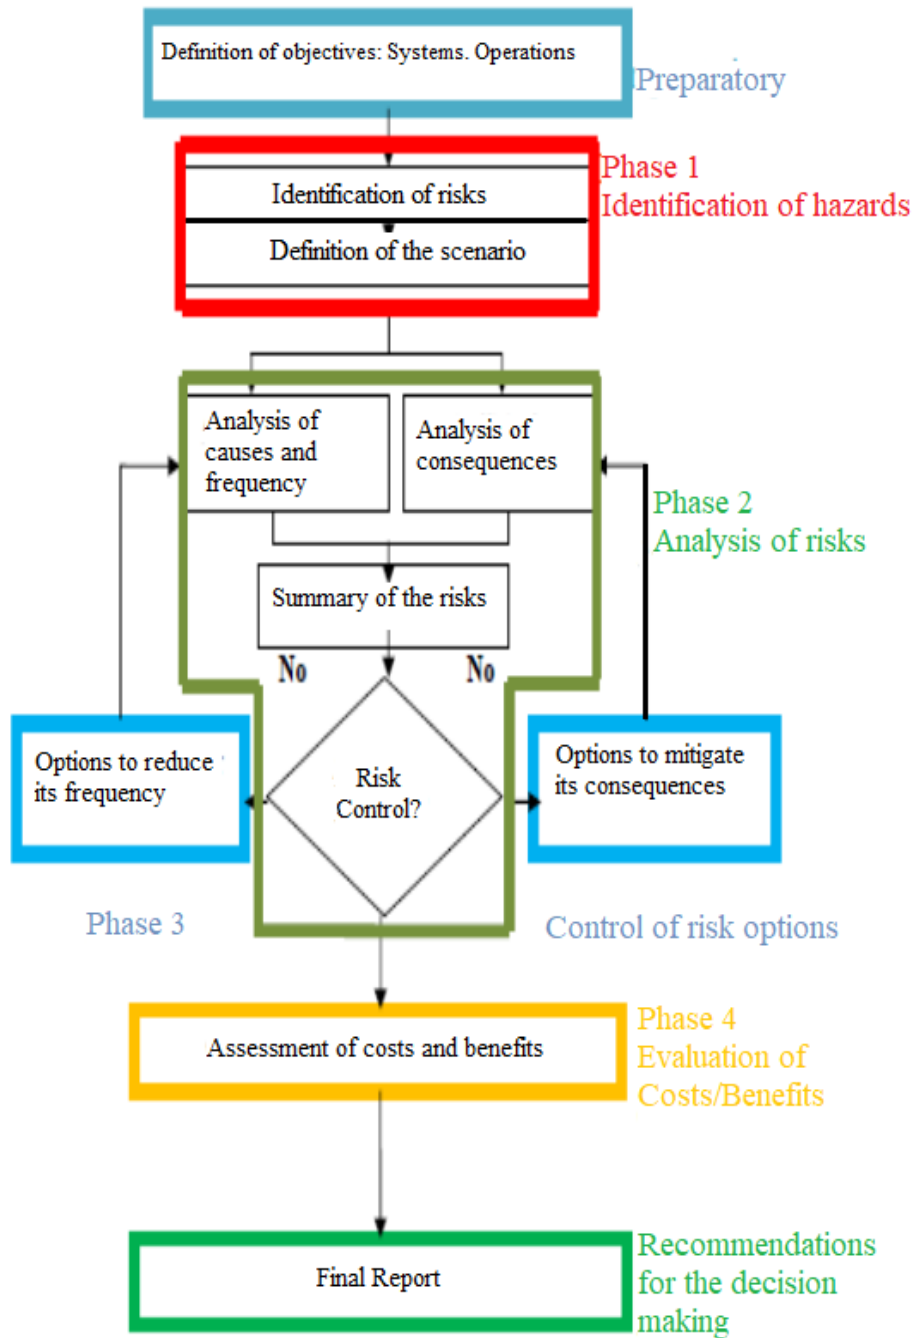 Definition of objectives: Systems. Operations
Preparatory
Phase 1
Identification of hazards
Identification of risks
Definition of the scenario
Analysis of
causes and
frequency
Analysis of
consequences
Phase 2
Analysis of risks
Summary of the risks
No
No
Options to reduce
its frequency
Risk
Control?
Options to mitigate
its consequences
Phase 3
Control of risk options
Assessment of costs and benefits
Phase 4
Evaluation of
Costs/Benefits
Final Report
Recommendations
for the decision
making